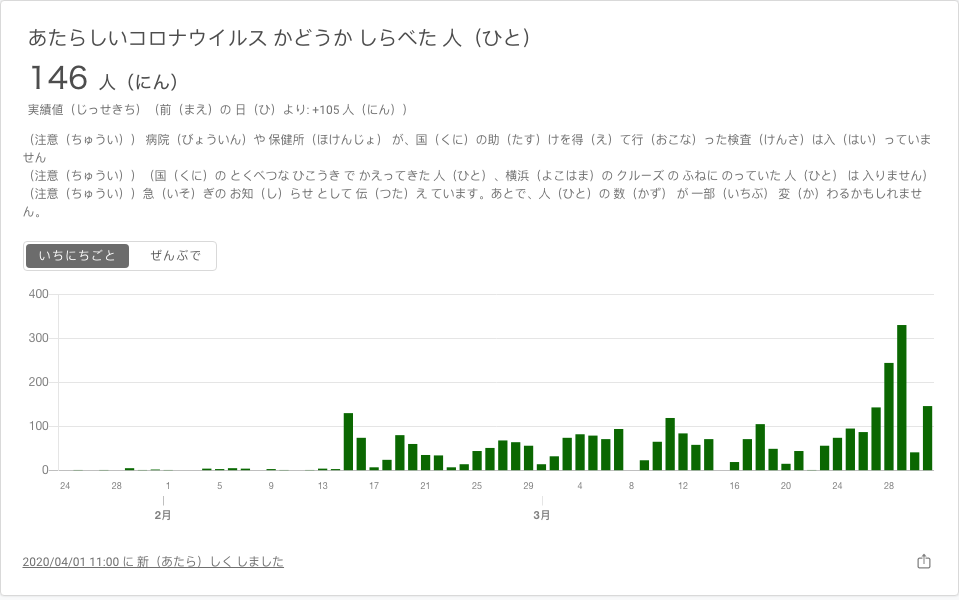 あたらしいコロナウイルス かどうか しらべた 人（ひと）
146 人（にん）
実績値（じっせきち）（前（まえ）の 日（ひ）より: +105 人（にん））
（注意（ちゅうい）） 病院（びょういん）や 保健所（ほけんじょ） が、国（くに）の助（たす）けを得（え）て行（おこな）った検査（けんさ）は入（はい）っていま
せん
（注意（ちゅうい））（国（くに）の とくべつな ひこうき で かえってきた 人（ひと）、横浜（よこはま）の クルーズ の ふねに のっていた 人（ひと） は 入りません）
（注意（ちゅうい））急（いそ）ぎの お知（し）らせ として 伝（つた）え ています。あとで、人（ひと）の 数（かず） が 一部（いちぶ） 変（か）わるかもしれませ
ん。
いちにちごと ぜんぶで
400
300
200
100
0
24 28 1 5 9 13 17 21 25 29 4 8 12 16 20 24 28
2月 3月
2020/04/01 11:00 に 新（あたら）しく しました